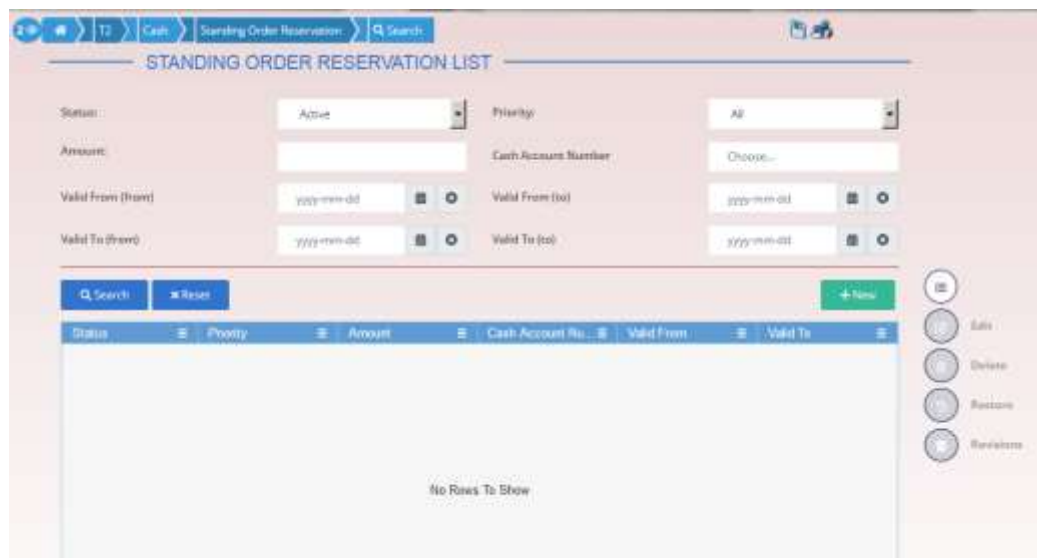 T2 Cash Standing Order Reservation Search
STANDING ORDER RESERVATION LIST
Status: Active Priority: All
Amount: Cash Account Number Choose...
Valid From (from) yyyy-mm-dd Valid From (to) yyyy-mm-dd
Valid To (from) yyyy-mm-dd Valid To (to) yyyy-mm-dd
Search Reset New
Status Priority Amount Cash Account Nu... Valid From Valid To
Edit
Delete
Restore
Revisions
No Rows To Show